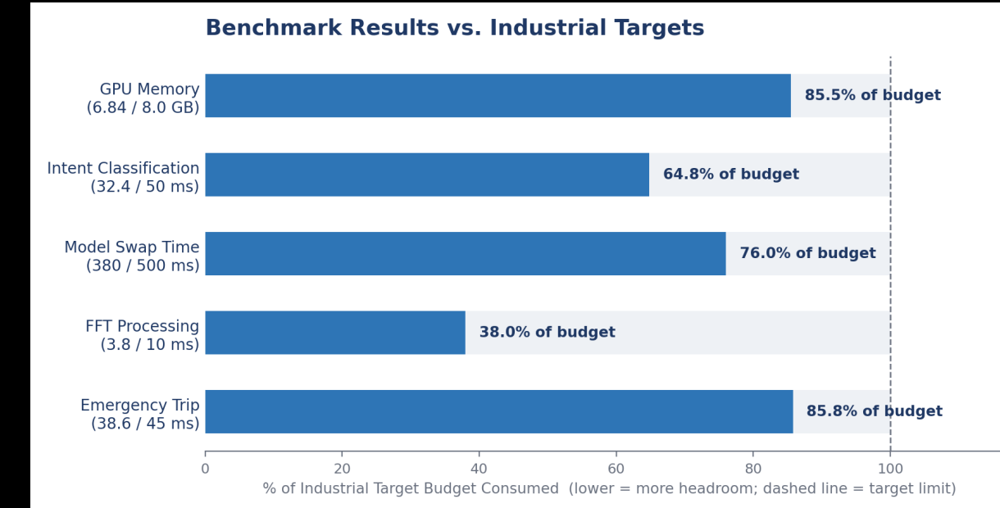 Benchmark Results vs. Industrial Targets
GPU Memory
(6.84 / 8.0 GB)
85.5% of budget
Intent Classification
(32.4 / 50 ms)
64.8% of budget
Model Swap Time
(380 / 500 ms)
76.0% of budget
FFT Processing
(3.8 / 10 ms)
38.0% of budget
Emergency Trip
(38.6 / 45 ms)
85.8% of budget
0 20 40 60 80 100
% of Industrial Target Budget Consumed  (lower = more headroom; dashed line = target limit)